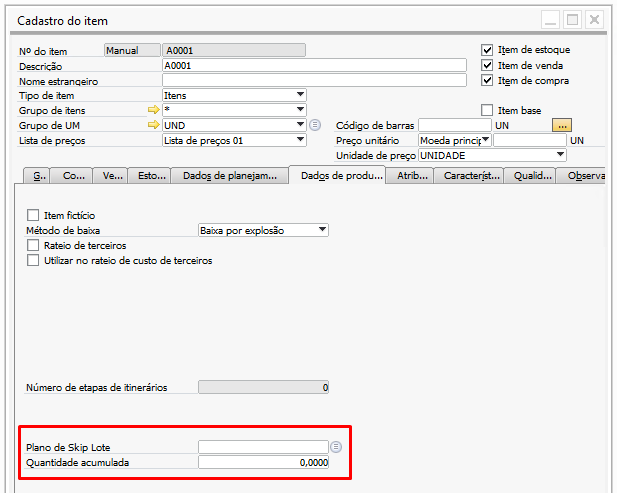 Cadastro do item
Nº do item Manual A0001 Item de estoque
Descrição A0001 Item de venda
Nome estrangeiro Item de compra
Tipo de item Itens
Grupo de itens * Item base
Grupo de UM UND Código de barras UN ...
Lista de preços Lista de preços 01 Preço unitário Moeda princip UN
Unidade de preço UNIDADE
G.. Co... Ve... Esto... Dados de planejam... Dados de produ... Atrib... Característ... Qualid... Observa
Item fictício
Método de baixa Baixa por explosão
Rateio de terceiros
Utilizar no rateio de custo de terceiros
Número de etapas de itinerários 0
Plano de Skip Lote
Quantidade acumulada 0,0000